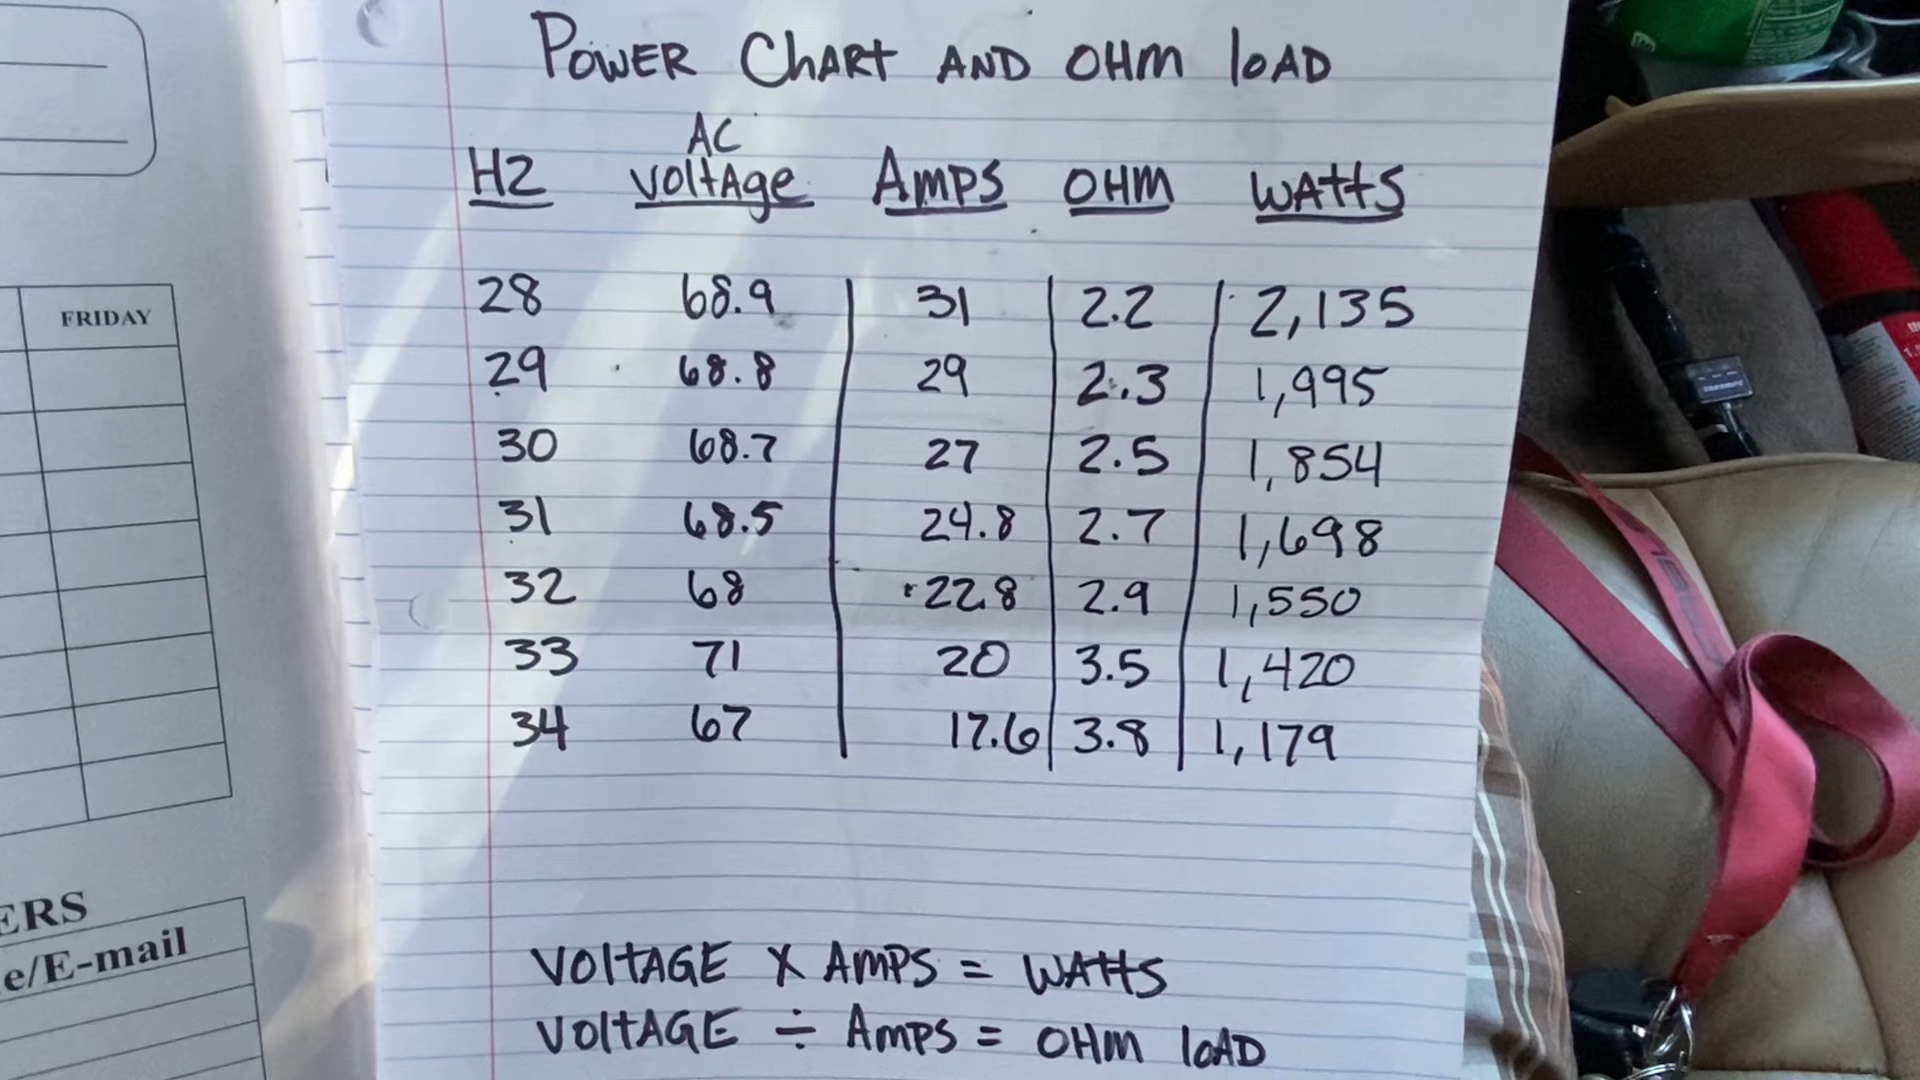 POWER CHART AND OHM LOAD
AC
HZ VOLTAGE AMPS OHM WATTS
28 68.9 31 2.2 2,135
29 68.8 29 2.3 1,995
30 68.7 27 2.5 1,854
31 68.5 24.8 2.7 1,698
32 68 22.8 2.9 1,550
33 71 20 3.5 1,420
34 67 17.6 3.8 1,179
VOLTAGE X AMPS = WATTS
VOLTAGE ÷ AMPS = OHM LOAD
FRIDAY
ERS
e/E-mail